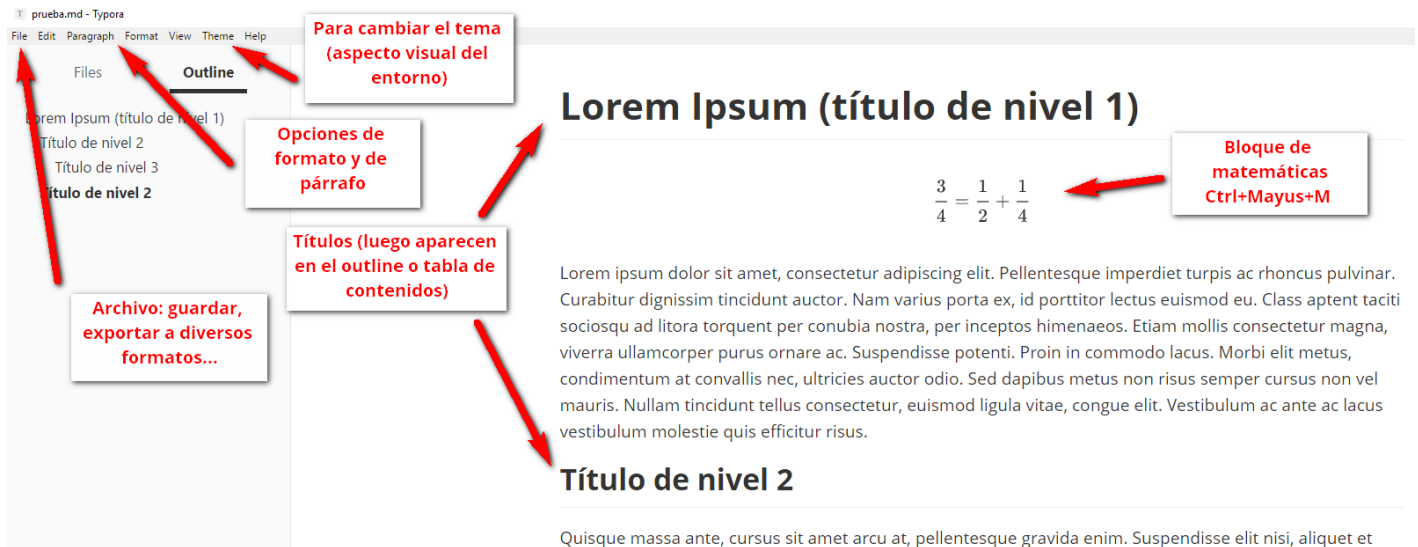 prueba.md - Typora
File Edit Paragraph Format View Theme Help
Files Outline
Lorem Ipsum (título de nivel 1)
Título de nivel 2
Título de nivel 3
Título de nivel 2
Para cambiar el tema
(aspecto visual del
entorno)
Opciones de
formato y de
párrafo
Títulos (luego aparecen
en el outline o tabla de
contenidos)
Archivo: guardar,
exportar a diversos
formatos...
Lorem Ipsum (título de nivel 1)
3/4 = 1/2 + 1/4
Bloque de
matemáticas
Ctrl+Mayus+M
Lorem ipsum dolor sit amet, consectetur adipiscing elit. Pellentesque imperdiet turpis ac rhoncus pulvinar.
Curabitur dignissim tincidunt auctor. Nam varius porta ex, id porttitor lectus euismod eu. Class aptent taciti
sociosqu ad litora torquent per conubia nostra, per inceptos himenaeos. Etiam mollis consectetur magna,
viverra ullamcorper purus ornare ac. Suspendisse potenti. Proin in commodo lacus. Morbi elit metus,
condimentum at convallis nec, ultricies auctor odio. Sed dapibus metus non risus semper cursus non vel
mauris. Nullam tincidunt tellus consectetur, euismod ligula vitae, congue elit. Vestibulum ac ante ac lacus
vestibulum molestie quis efficitur risus.
Título de nivel 2
Quisque massa ante, cursus sit amet arcu at, pellentesque gravida enim. Suspendisse elit nisi, aliquet et